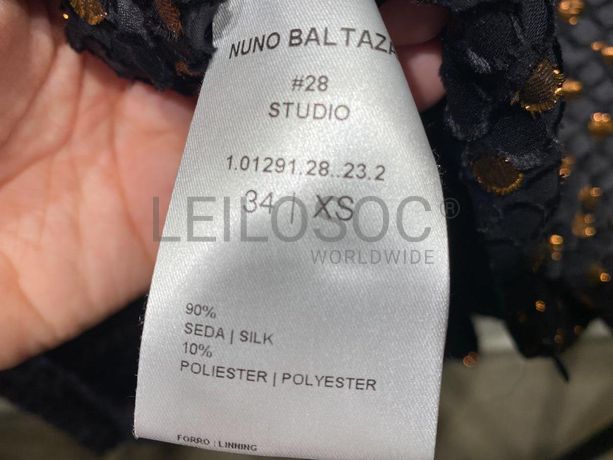 NUNO BALTAZA
#28
STUDIO
1.01291.28..23.2
34 | XS
LEILOSOC®
WORLDWIDE
90%
SEDA | SILK
10%
POLIESTER | POLYESTER
FORRO | LINNING